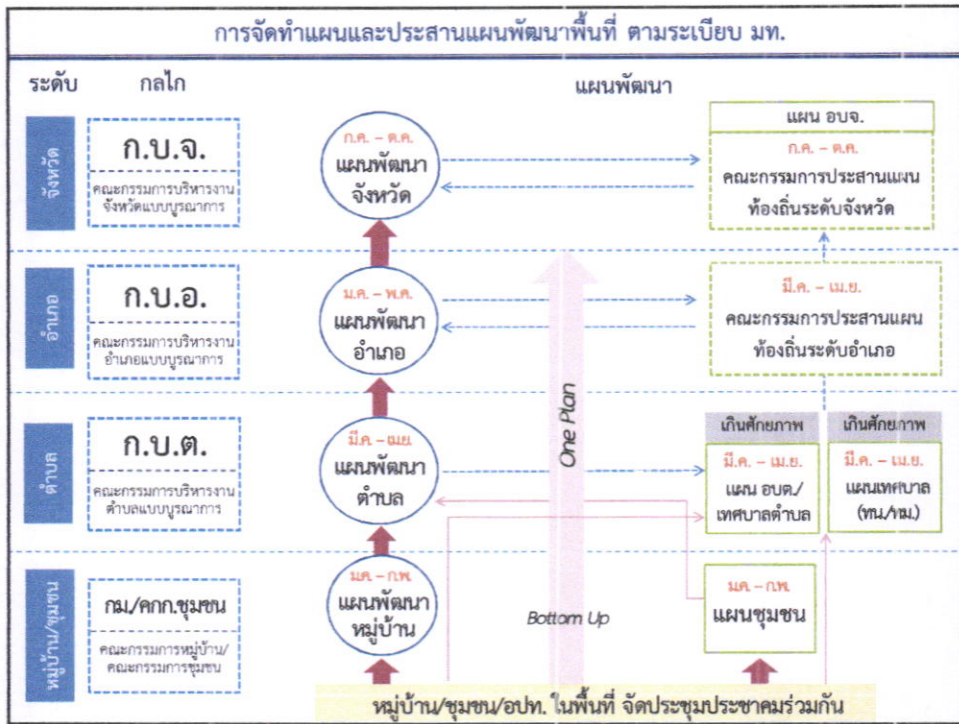 การจัดทำแผนและประสานแผนพัฒนาพื้นที่ ตามระเบียบ มท.
ระดับ
กลไก
แผนพัฒนา
จังหวัด
ก.บ.จ.
คณะกรรมการบริหารงาน
จังหวัดแบบบูรณาการ
ก.ค. – ต.ค.
แผนพัฒนา
จังหวัด
แผน อบจ.
ก.ค. – ต.ค.
คณะกรรมการประสานแผน
ท้องถิ่นระดับจังหวัด
อำเภอ
ก.บ.อ.
คณะกรรมการบริหารงาน
อำเภอแบบบูรณาการ
ม.ค. – พ.ค.
แผนพัฒนา
อำเภอ
มี.ค. – เม.ย.
คณะกรรมการประสานแผน
ท้องถิ่นระดับอำเภอ
One Plan
ตำบล
ก.บ.ต.
คณะกรรมการบริหารงาน
ตำบลแบบบูรณาการ
มี.ค. – เม.ย.
แผนพัฒนา
ตำบล
เกินศักยภาพ
มี.ค. – เม.ย.
แผน อบต./
เทศบาลตำบล
เกินศักยภาพ
มี.ค. – เม.ย.
แผนเทศบาล
(ทน./ทม.)
หมู่บ้าน/ชุมชน
กม./คกก.ชุมชน
คณะกรรมการหมู่บ้าน/
คณะกรรมการชุมชน
ม.ค. – ก.พ.
แผนพัฒนา
หมู่บ้าน
Bottom Up
ม.ค. – ก.พ.
แผนชุมชน
หมู่บ้าน/ชุมชน/อปท. ในพื้นที่ จัดประชุมประชาคมร่วมกัน